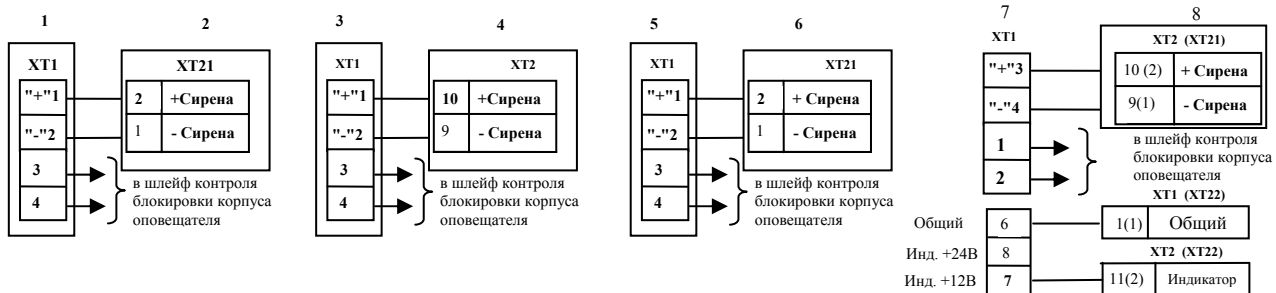 1
2
XT1
XT21
"+"1
2
+Сирена
"-"2
1
- Сирена
3
4
в шлейф контроля
блокировки корпуса
оповещателя
3
4
XT1
XT2
"+"1
10
+Сирена
"-"2
9
- Сирена
3
4
в шлейф контроля
блокировки корпуса
оповещателя
5
6
XT1
XT21
"+"1
2
+ Сирена
"-"2
1
- Сирена
3
4
в шлейф контроля
блокировки корпуса
оповещателя
7
8
XT1
XT2 (XT21)
"+"3
10 (2)
+ Сирена
"-"4
9(1)
- Сирена
1
2
в шлейф контроля
блокировки корпуса
оповещателя
XT1 (XT22)
Общий
6
1(1)
Общий
Инд. +24В
8
XT2 (XT22)
Инд. +12В
7
11(2)
Индикатор